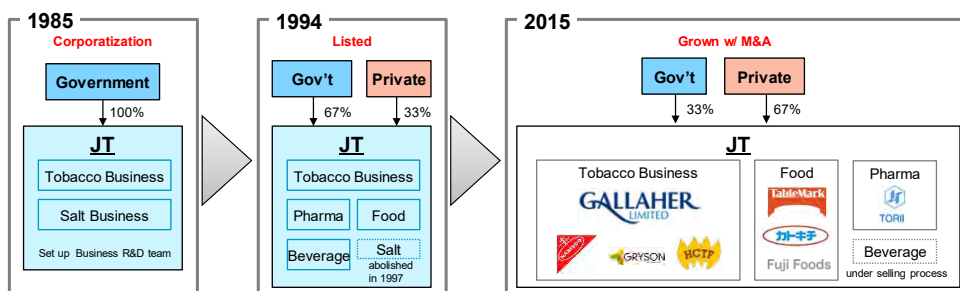 1985
Corporatization
Government
100%
JT
Tobacco Business
Salt Business
Set up Business R&D team
1994
Listed
Gov't
Private
67%
33%
JT
Tobacco Business
Pharma
Food
Beverage
Salt
abolished
in 1997
2015
Grown w/ M&A
Gov't
Private
33%
67%
JT
Tobacco Business
GALLAHER
LIMITED
NABISCO
GRYSON
HCTF
Food
TableMark
カトキチ
Fuji Foods
Pharma
TORII
Beverage
under selling process